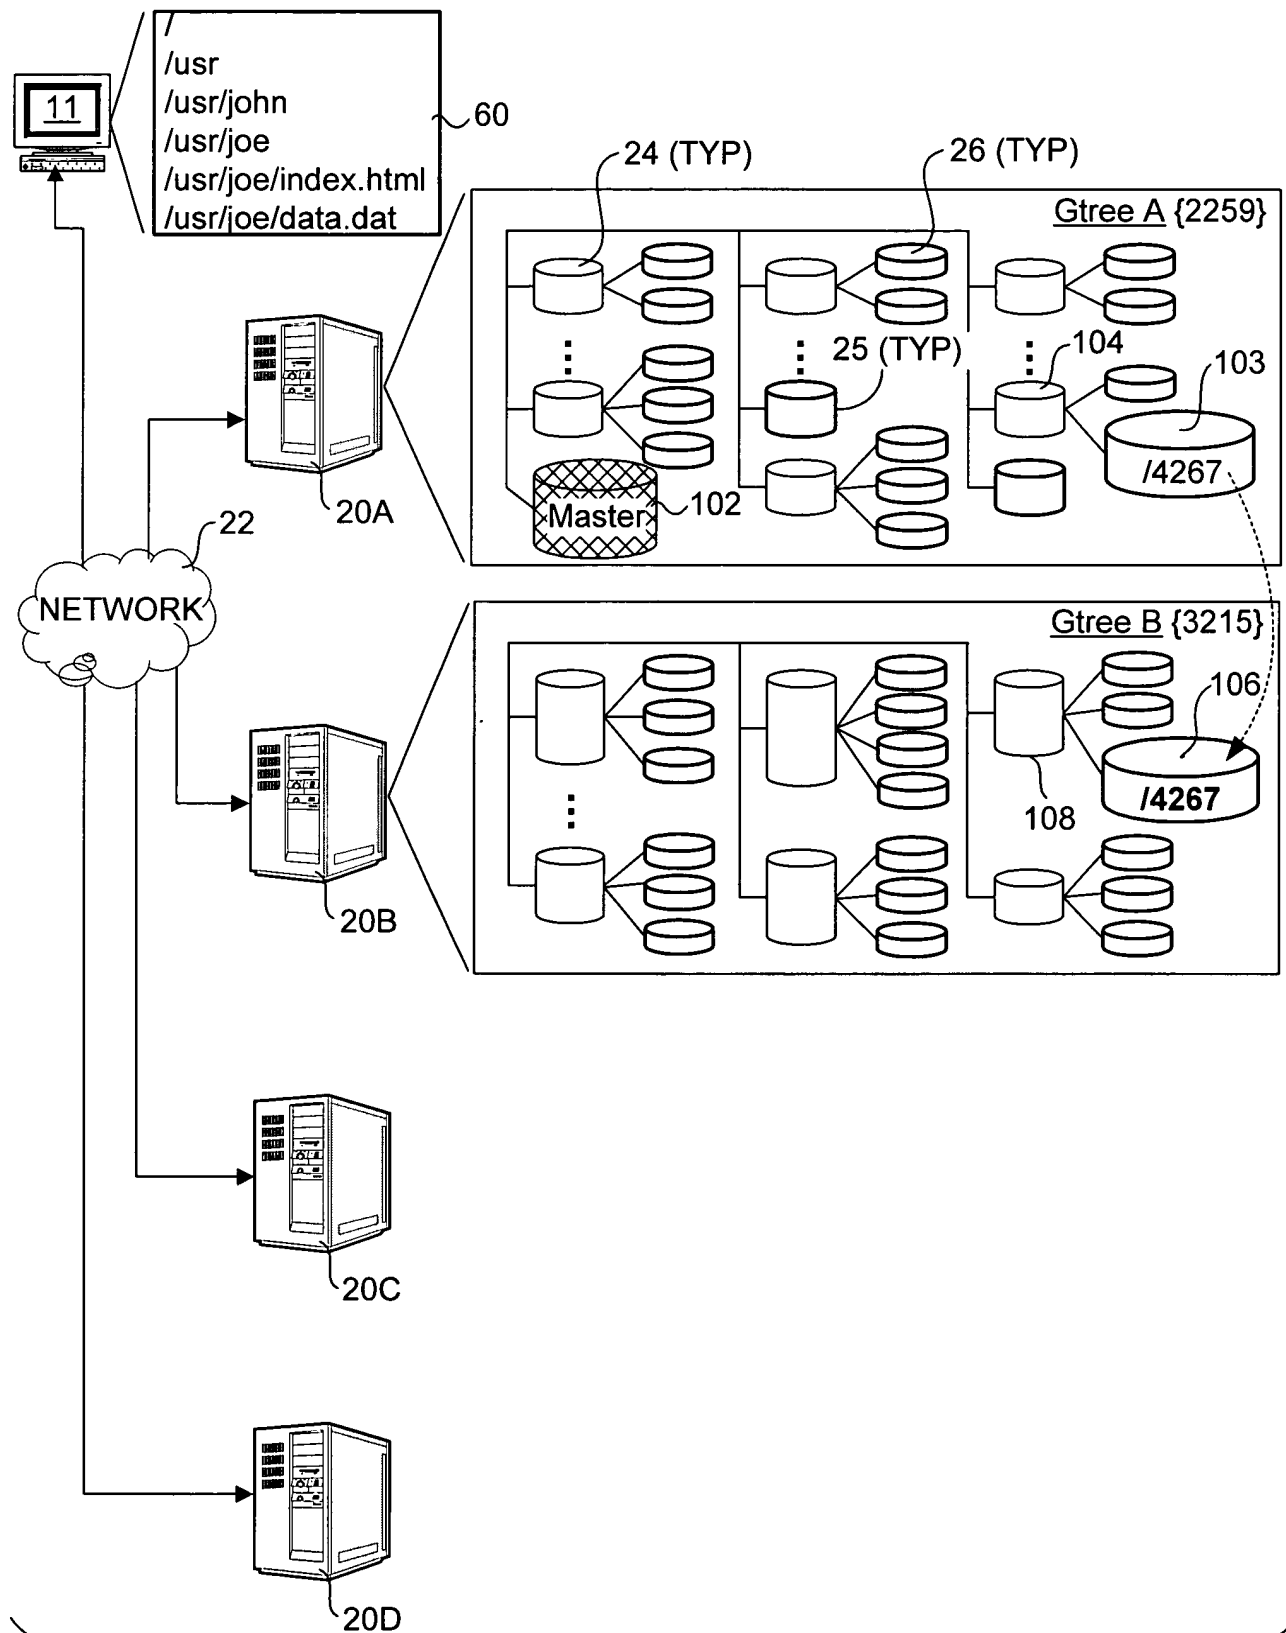 /
/usr
/usr/john
/usr/joe
/usr/joe/index.html
/usr/joe/data.dat
11
60
24 (TYP)
26 (TYP)
Gtree A {2259}
25 (TYP)
104
103
/4267
20A
Master
102
22
NETWORK
Gtree B {3215}
106
/4267
108
20B
20C
20D